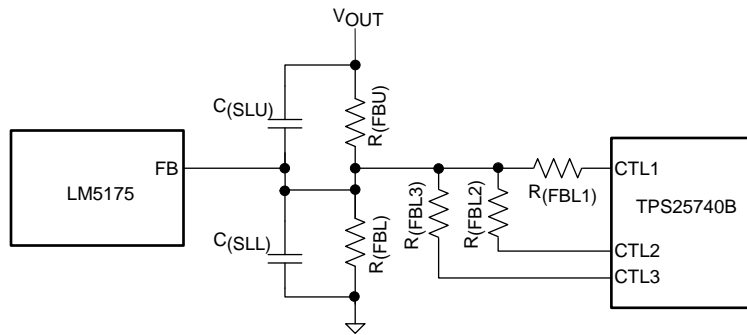 VOUT
C(SLU)
R(FBU)
FB
LM5175
CTL1
R(FBL1)
R(FBL3)
R(FBL2)
TPS25740B
C(SLL)
R(FBL)
CTL2
CTL3